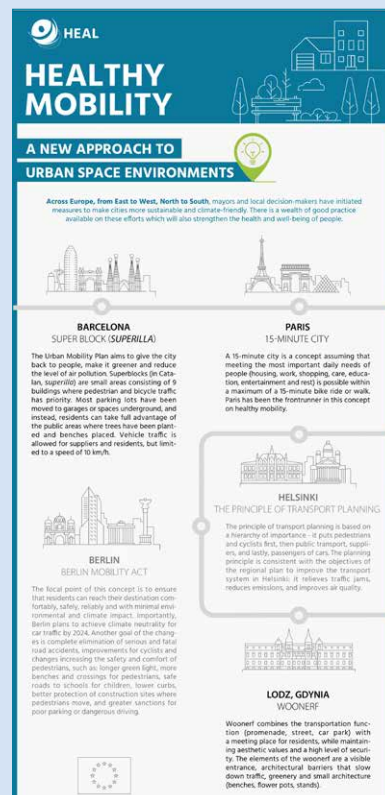 HEAL
HEALTHY
MOBILITY
A NEW APPROACH TO
URBAN SPACE ENVIRONMENTS
Across Europe, from East to West, North to South, mayors and local decision-makers have initiated
measures to make cities more sustainable and climate-friendly. There is a wealth of good practice
available on these efforts which will also strengthen the health and well-being of people.
BARCELONA
SUPER BLOCK (SUPERILLA)
The Urban Mobility Plan aims to give the city
back to people, make it greener and reduce
the level of air pollution. Superblocks (in Cata-
lan, superilla) are small areas consisting of 9
buildings where pedestrian and bicycle traffic
has priority. Most parking lots have been
moved to garages or spaces underground, and
instead, residents can take full advantage of
the public areas where trees have been plant-
ed and benches placed. Vehicle traffic is
allowed for suppliers and residents, but limit-
ed to a speed of 10 km/h.
PARIS
15-MINUTE CITY
A 15-minute city is a concept assuming that
meeting the most important daily needs of
people (housing, work, shopping, care, educa-
tion, entertainment and rest) is possible within
a maximum of a 15-minute bike ride or walk.
Paris has been the frontrunner in this concept
on healthy mobility.
HELSINKI
THE PRINCIPLE OF TRANSPORT PLANNING
The principle of transport planning is based on
a hierarchy of importance - it puts pedestrians
and cyclists first, then public transport, suppli-
ers, and lastly, passengers of cars. The planning
principle is consistent with the objectives of
the regional plan to improve the transport
system in Helsinki: it relieves traffic jams,
reduces emissions, and improves air quality.
BERLIN
BERLIN MOBILITY ACT
The focal point of this concept is to ensure
that residents can reach their destination com-
fortably, safely, reliably and with minimal envi-
ronmental and climate impact. Importantly,
Berlin plans to achieve climate neutrality for
car traffic by 2024. Another goal of the chang-
es is complete elimination of serious and fatal
road accidents, improvements for cyclists and
changes increasing the safety and comfort of
pedestrians, such as: longer green light, more
benches and crossings for pedestrians, safe
roads to schools for children, lower curbs,
better protection of construction sites where
pedestrians move, and greater sanctions for
poor parking or dangerous driving.
LODZ, GDYNIA
WOONERF
Woonerf combines the transportation func-
tion (promenade, street, car park) with
a meeting place for residents, while maintain-
ing aesthetic values and a high level of securi-
ty. The elements of the woonerf are a visible
entrance, architectural barriers that slow
down traffic, greenery and small architecture
(benches, flower pots, stands).